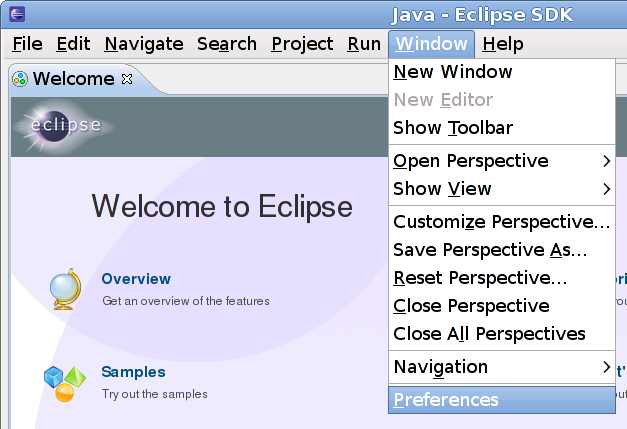 Java - Eclipse SDK
File Edit Navigate Search Project Run Window Help
Welcome
eclipse
Welcome to Eclipse
Overview
Get an overview of the features
Samples
Try out the samples
New Window
New Editor
Show Toolbar
Open Perspective
Show View
Customize Perspective...
Save Perspective As...
Reset Perspective...
Close Perspective
Close All Perspectives
Navigation
Preferences